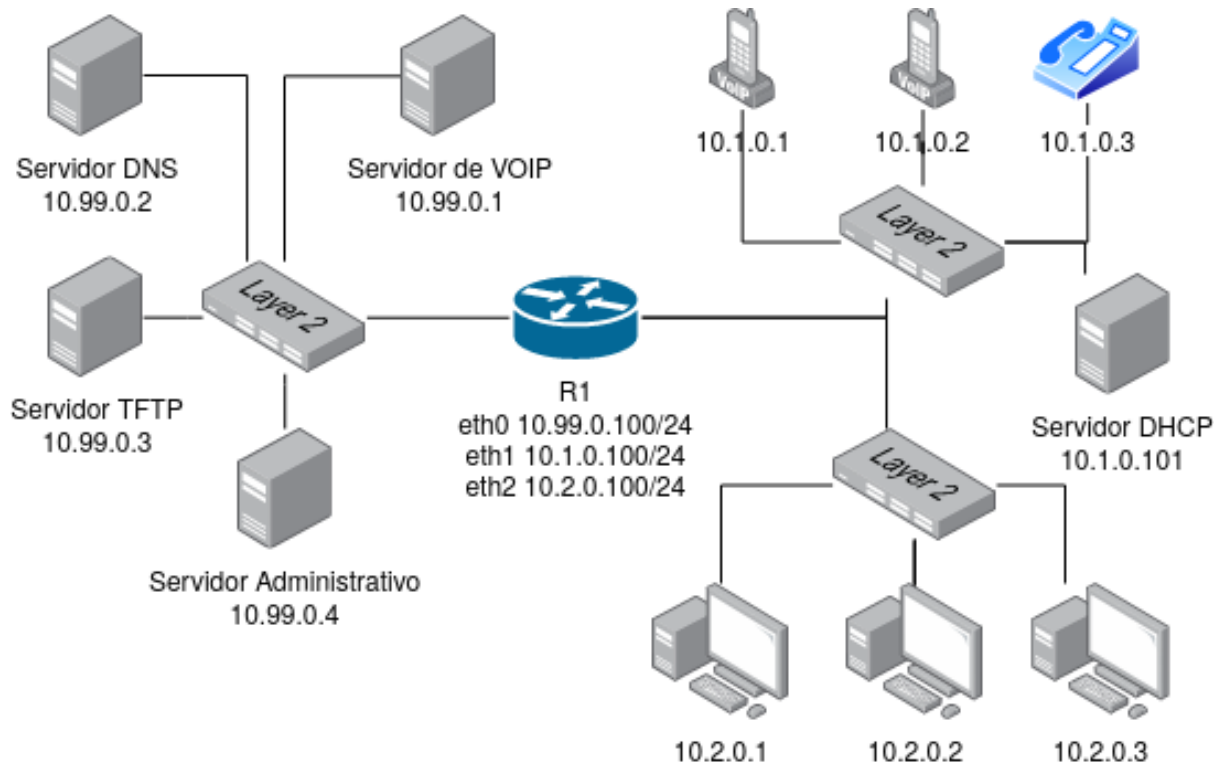 VoIP
VoIP
10.1.0.1
10.1.0.2
10.1.0.3
Servidor DNS
10.99.0.2
Servidor de VOIP
10.99.0.1
Layer 2
Layer 2
Servidor TFTP
10.99.0.3
R1
eth0 10.99.0.100/24
eth1 10.1.0.100/24
eth2 10.2.0.100/24
Servidor DHCP
10.1.0.101
Layer 2
Servidor Administrativo
10.99.0.4
10.2.0.1
10.2.0.2
10.2.0.3